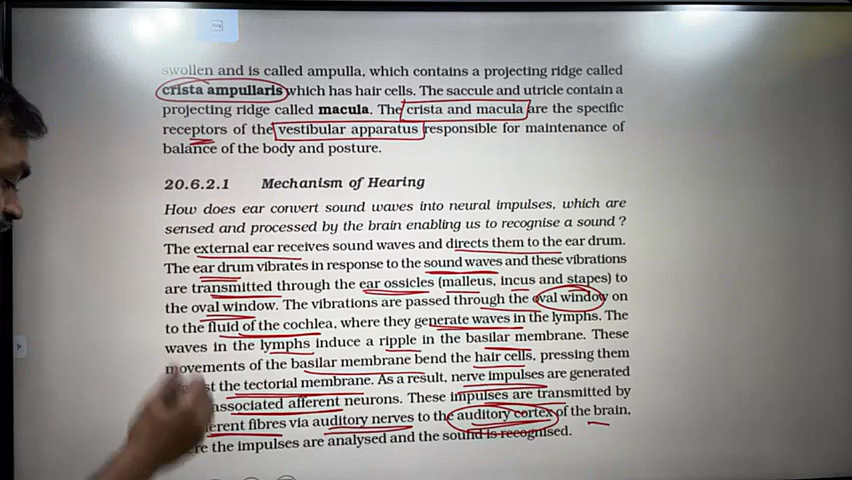 swollen and is called ampulla, which contains a projecting ridge called
crista ampullaris which has hair cells. The saccule and utricle contain a
projecting ridge called macula. The crista and macula are the specific
receptors of the vestibular apparatus responsible for maintenance of
balance of the body and posture.
20.6.2.1 Mechanism of Hearing
How does ear convert sound waves into neural impulses, which are
sensed and processed by the brain enabling us to recognise a sound ?
The external ear receives sound waves and directs them to the ear drum.
The ear drum vibrates in response to the sound waves and these vibrations
are transmitted through the ear ossicles (malleus, incus and stapes) to
the oval window. The vibrations are passed through the oval window on
to the fluid of the cochlea, where they generate waves in the lymphs. The
waves in the lymphs induce a ripple in the basilar membrane. These
movements of the basilar membrane bend the hair cells, pressing them
the tectorial membrane. As a result, nerve impulses are generated
associated afferent neurons. These impulses are transmitted by
fibres via auditory nerves to the auditory cortex of the brain,
the impulses are analysed and the sound is recognised.